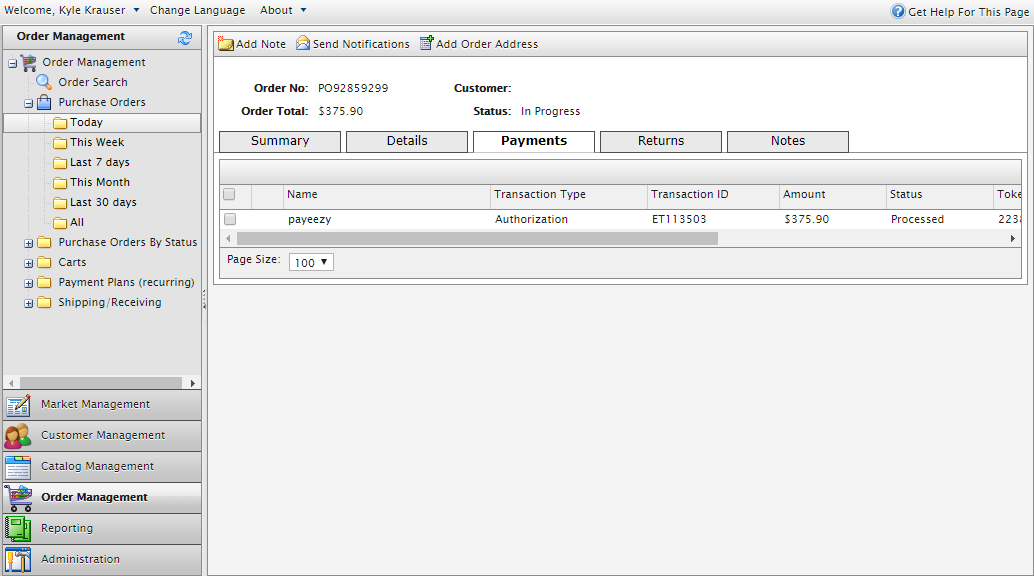 Welcome, Kyle Krauser Change Language About Get Help For This Page
Order Management
Order Management
Order Search
Purchase Orders
Today
This Week
Last 7 days
This Month
Last 30 days
All
Purchase Orders By Status
Carts
Payment Plans (recurring)
Shipping/Receiving
Market Management
Customer Management
Catalog Management
Order Management
Reporting
Administration
Add Note Send Notifications Add Order Address
Order No: PO92859299 Customer:
Order Total: $375.90 Status: In Progress
Summary Details Payments Returns Notes
Name Transaction Type Transaction ID Amount Status Toke
payeezy Authorization ET113503 $375.90 Processed 223
Page Size: 100